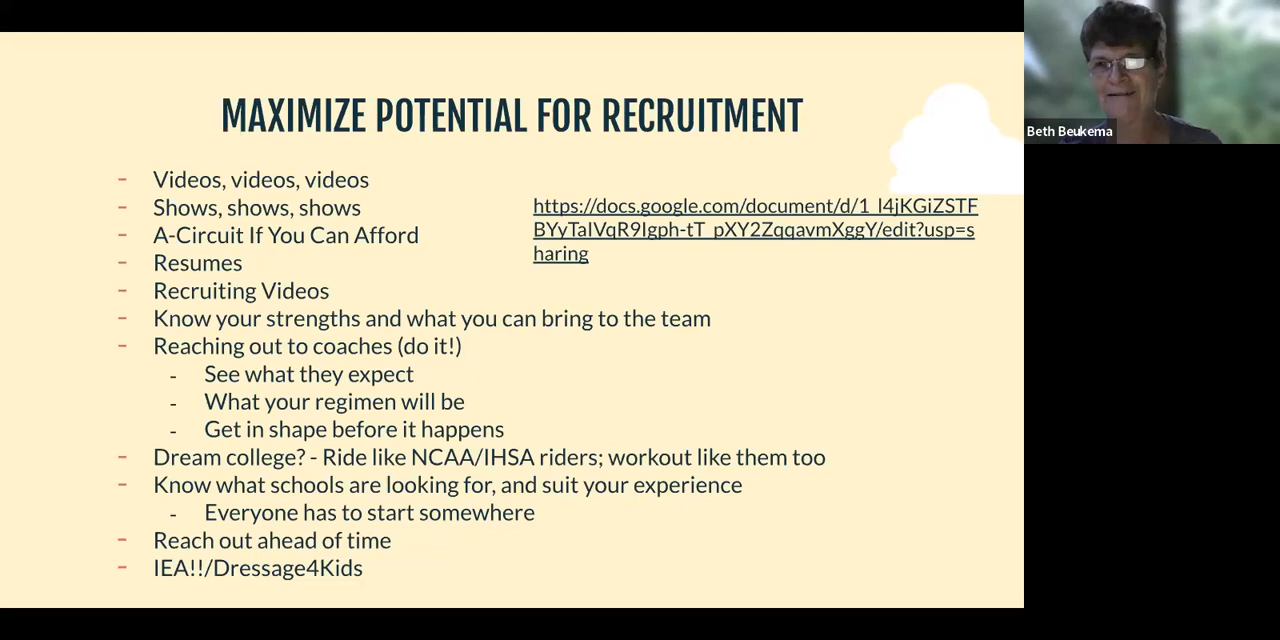 MAXIMIZE POTENTIAL FOR RECRUITMENT
- Videos, videos, videos
- Shows, shows, shows
- A-Circuit If You Can Afford
- Resumes
- Recruiting Videos
- Know your strengths and what you can bring to the team
- Reaching out to coaches (do it!)
- See what they expect
- What your regimen will be
- Get in shape before it happens
- Dream college? - Ride like NCAA/IHSA riders; workout like them too
- Know what schools are looking for, and suit your experience
- Everyone has to start somewhere
- Reach out ahead of time
- IEA!!/Dressage4Kids
https://docs.google.com/document/d/1_l4jKGiZSTF
BYyTaIVqR9Igph-tT_pXY2ZqqavmXggY/edit?usp=s
haring
Beth Beukema